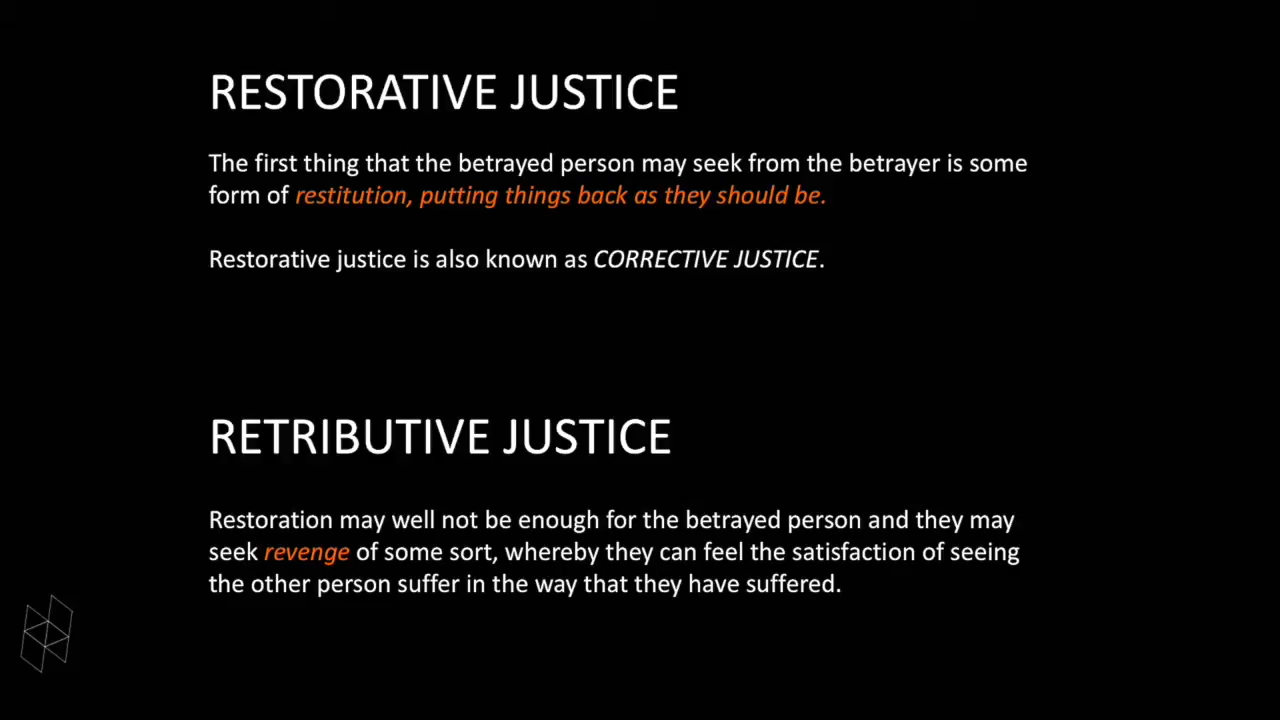 RESTORATIVE JUSTICE
The first thing that the betrayed person may seek from the betrayer is some
form of restitution, putting things back as they should be.
Restorative justice is also known as CORRECTIVE JUSTICE.
RETRIBUTIVE JUSTICE
Restoration may well not be enough for the betrayed person and they may
seek revenge of some sort, whereby they can feel the satisfaction of seeing
the other person suffer in the way that they have suffered.